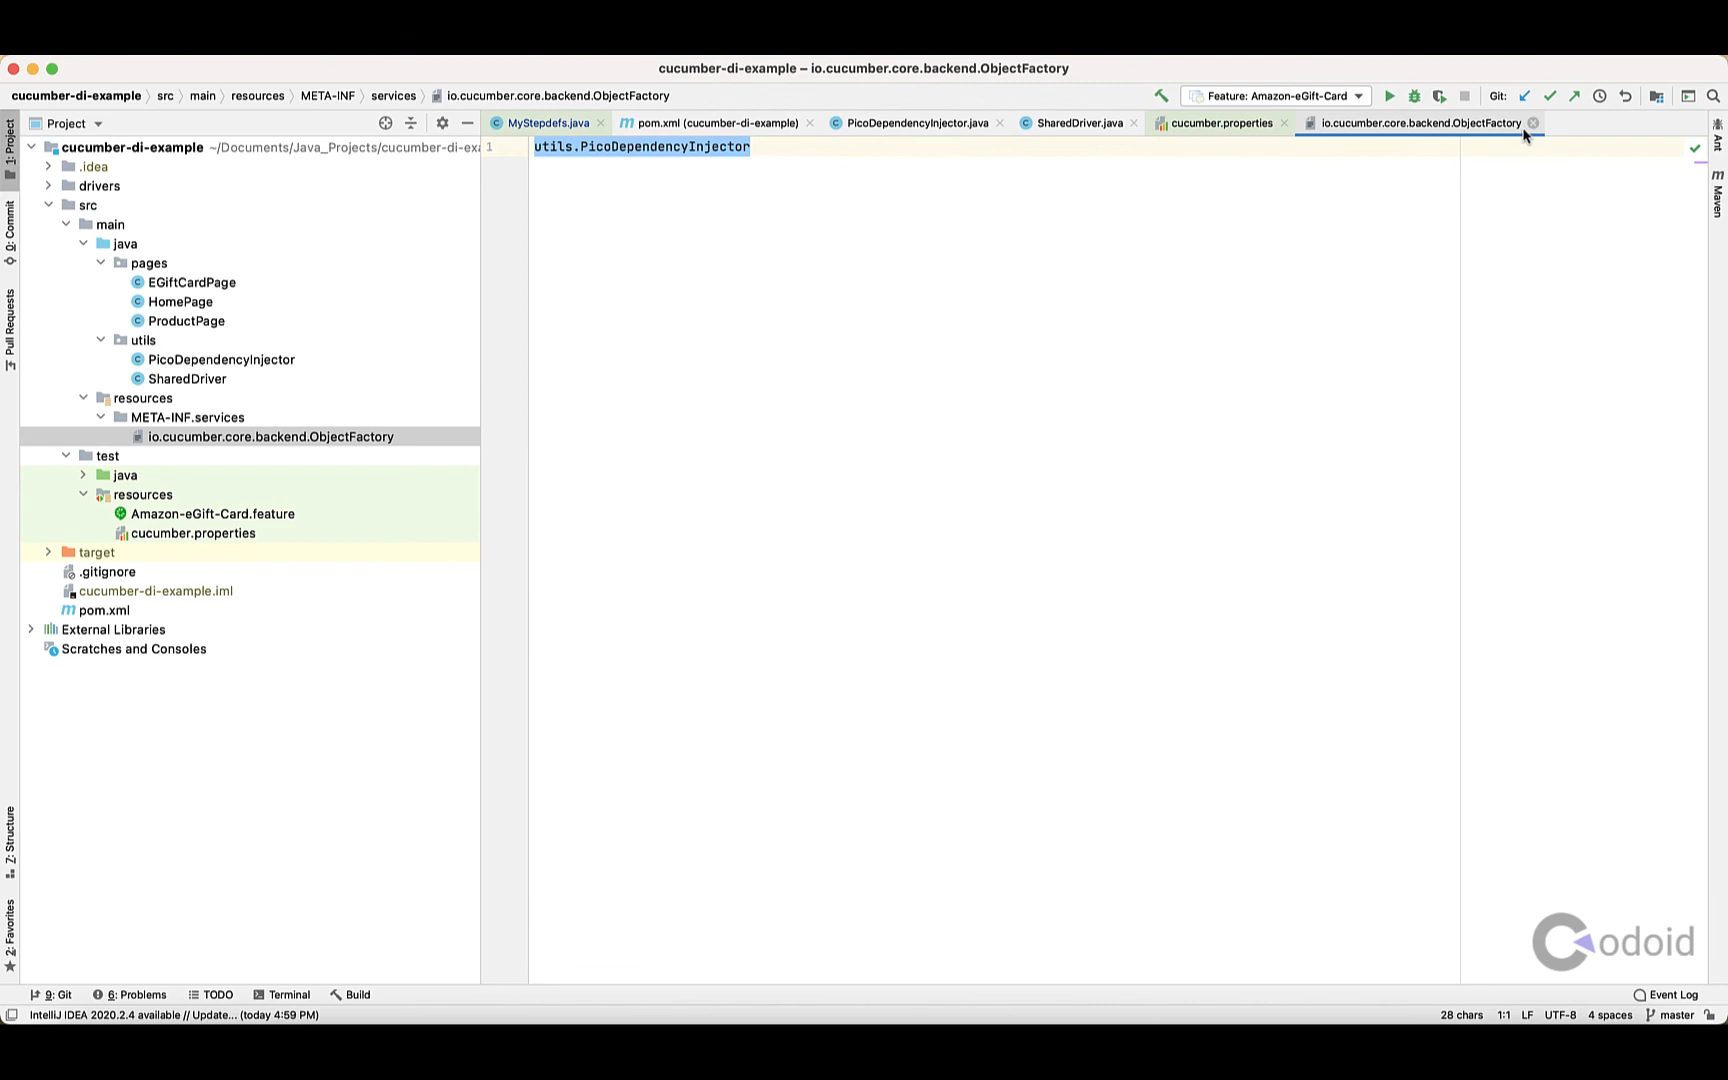 cucumber-di-example – io.cucumber.core.backend.ObjectFactory
cucumber-di-example src main resources META-INF services io.cucumber.core.backend.ObjectFactory
Feature: Amazon-eGift-Card
Git:
Project
MyStepdefs.java
pom.xml (cucumber-di-example)
PicoDependencyInjector.java
SharedDriver.java
cucumber.properties
io.cucumber.core.backend.ObjectFactory
1 utils.PicoDependencyInjector
cucumber-di-example ~/Documents/Java_Projects/cucumber-di-exa
.idea
drivers
src
main
java
pages
EGiftCardPage
HomePage
ProductPage
utils
PicoDependencyInjector
SharedDriver
resources
META-INF.services
io.cucumber.core.backend.ObjectFactory
test
java
resources
Amazon-eGift-Card.feature
cucumber.properties
target
.gitignore
cucumber-di-example.iml
pom.xml
External Libraries
Scratches and Consoles
1: Project
0: Commit
Pull Requests
Z: Structure
2: Favorites
Ant
Maven
Codoid
9: Git
6: Problems
TODO
Terminal
Build
Event Log
IntelliJ IDEA 2020.2.4 available // Update... (today 4:59 PM)
28 chars 1:1 LF UTF-8 4 spaces master